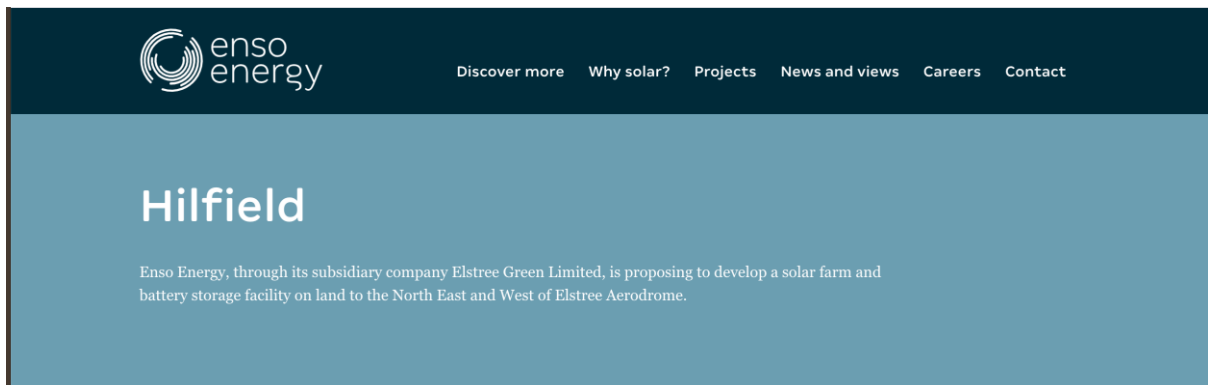 enso
energy
Discover more Why solar? Projects News and views Careers Contact
Hilfield
Enso Energy, through its subsidiary company Elstree Green Limited, is proposing to develop a solar farm and
battery storage facility on land to the North East and West of Elstree Aerodrome.